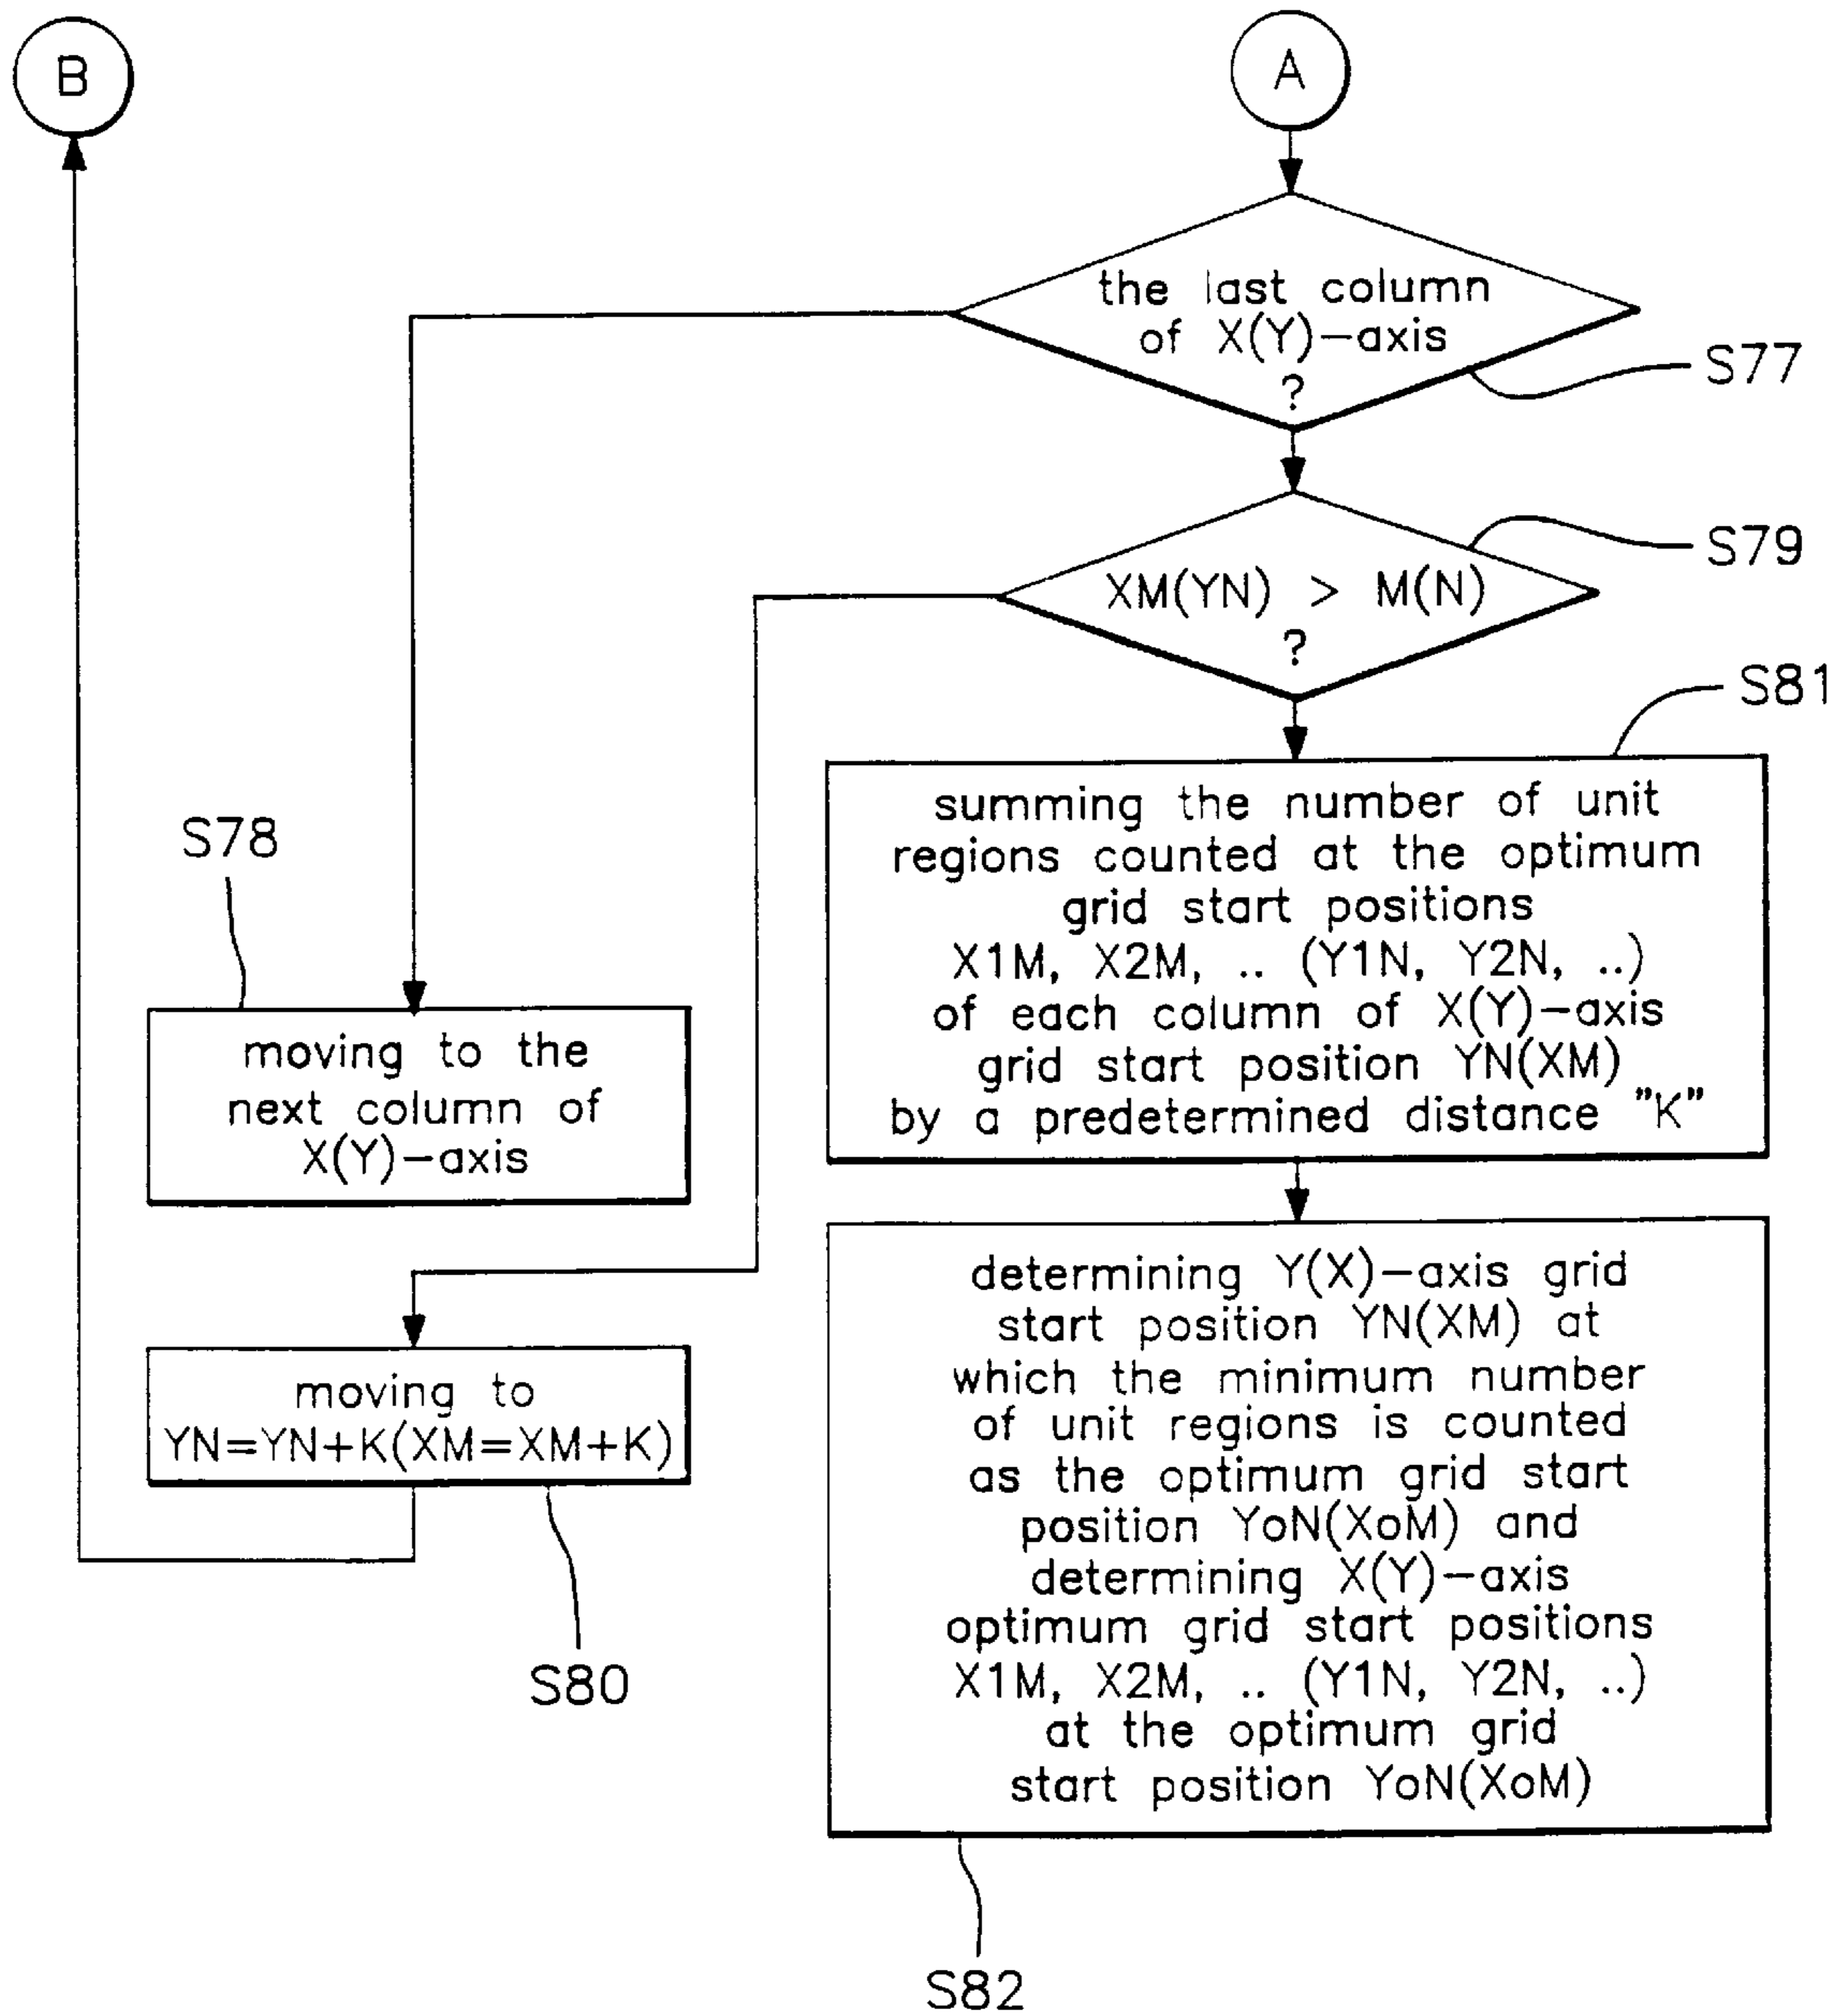 B
A
the last column
of X(Y)-axis
?
S77
XM(YN) > M(N)
?
S79
S81
summing the number of unit
regions counted at the optimum
grid start positions
X1M, X2M, .. (Y1N, Y2N, ..)
of each column of X(Y)-axis
grid start position YN(XM)
by a predetermined distance "K"
S78
moving to the
next column of
X(Y)-axis
moving to
YN=YN+K(XM=XM+K)
S80
determining Y(X)-axis grid
start position YN(XM) at
which the minimum number
of unit regions is counted
as the optimum grid start
position YoN(XoM) and
determining X(Y)-axis
optimum grid start positions
X1M, X2M, .. (Y1N, Y2N, ..)
at the optimum grid
start position YoN(XoM)
S82